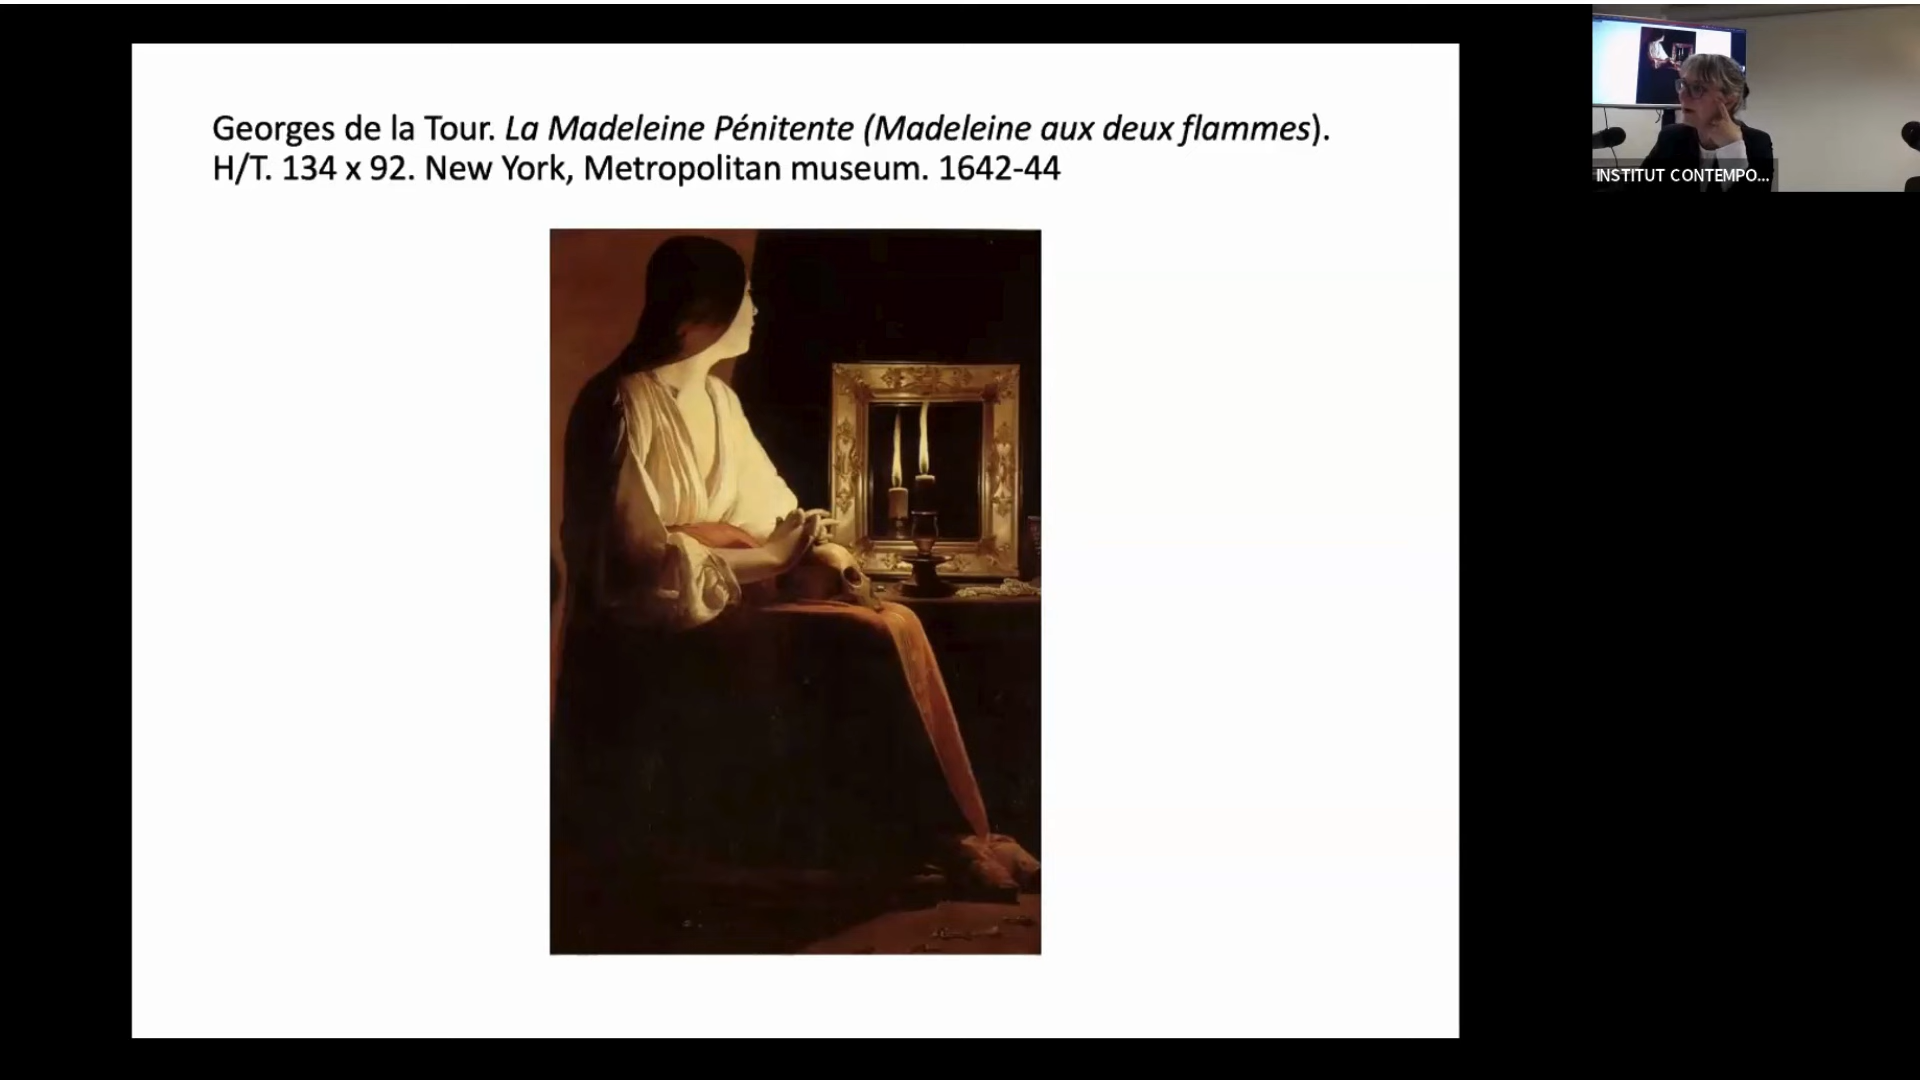 Georges de la Tour. La Madeleine Pénitente (Madeleine aux deux flammes).
H/T. 134 x 92. New York, Metropolitan museum. 1642-44
INSTITUT CONTEMPO...